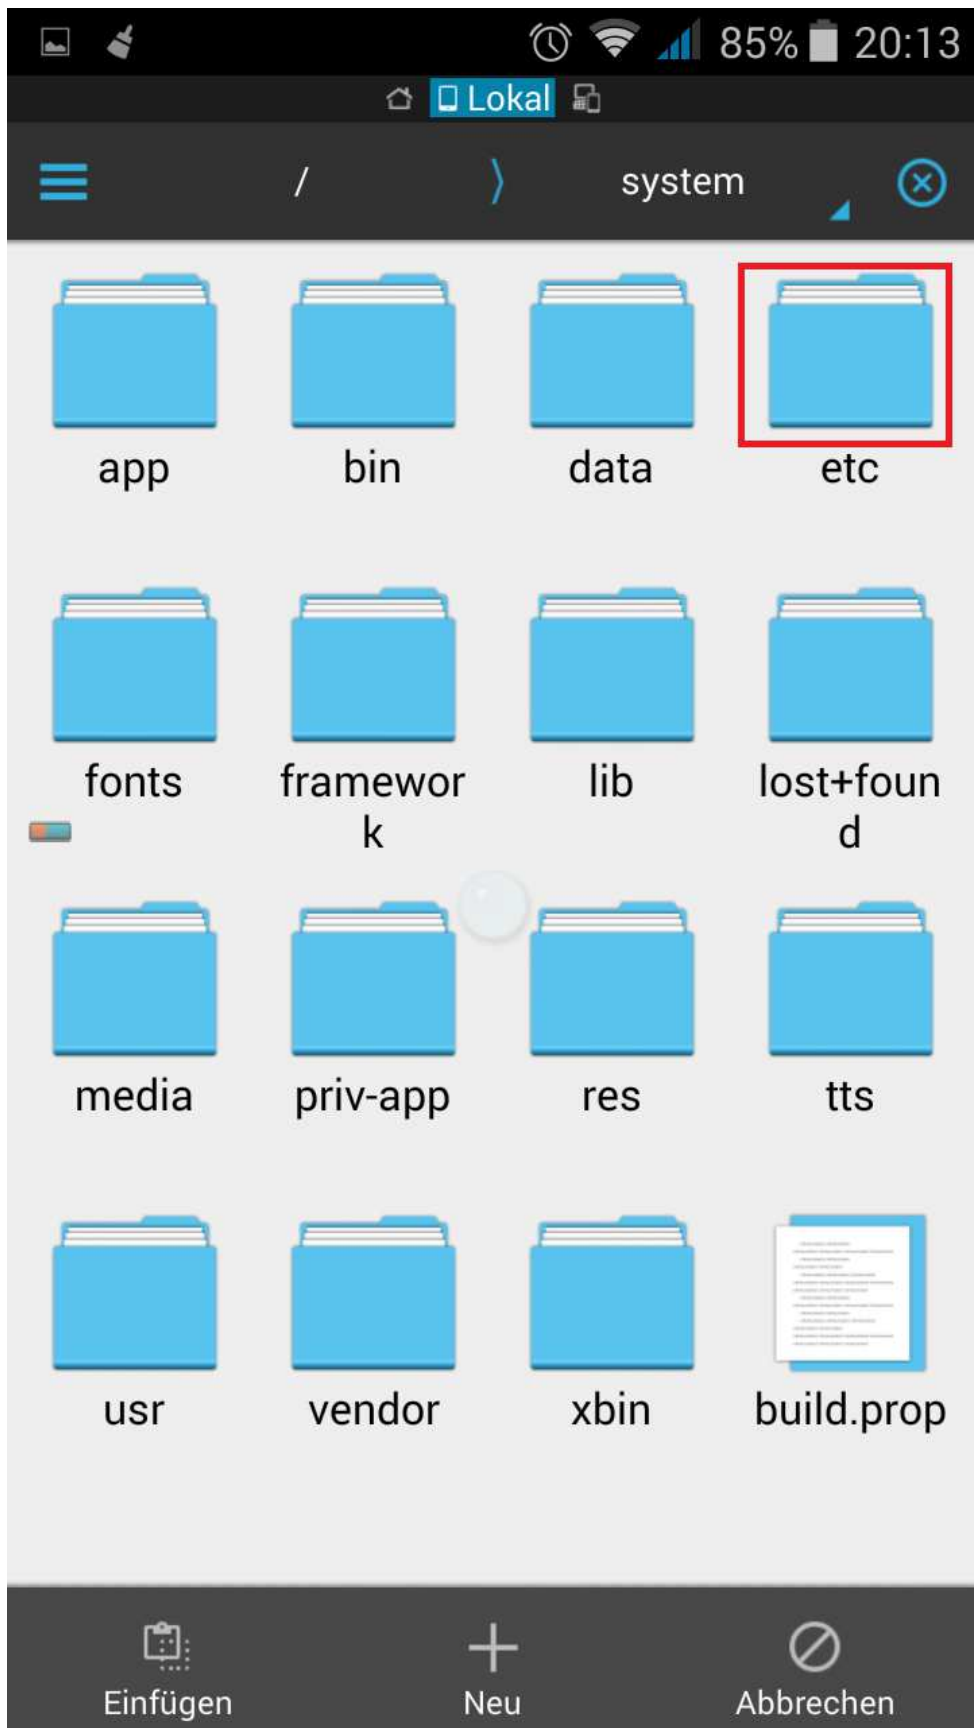 85% 20:13
Lokal
/ 〉 system
app bin data etc
fonts framewor lib lost+foun
k d
media priv-app res tts
usr vendor xbin build.prop
Einfügen Neu Abbrechen